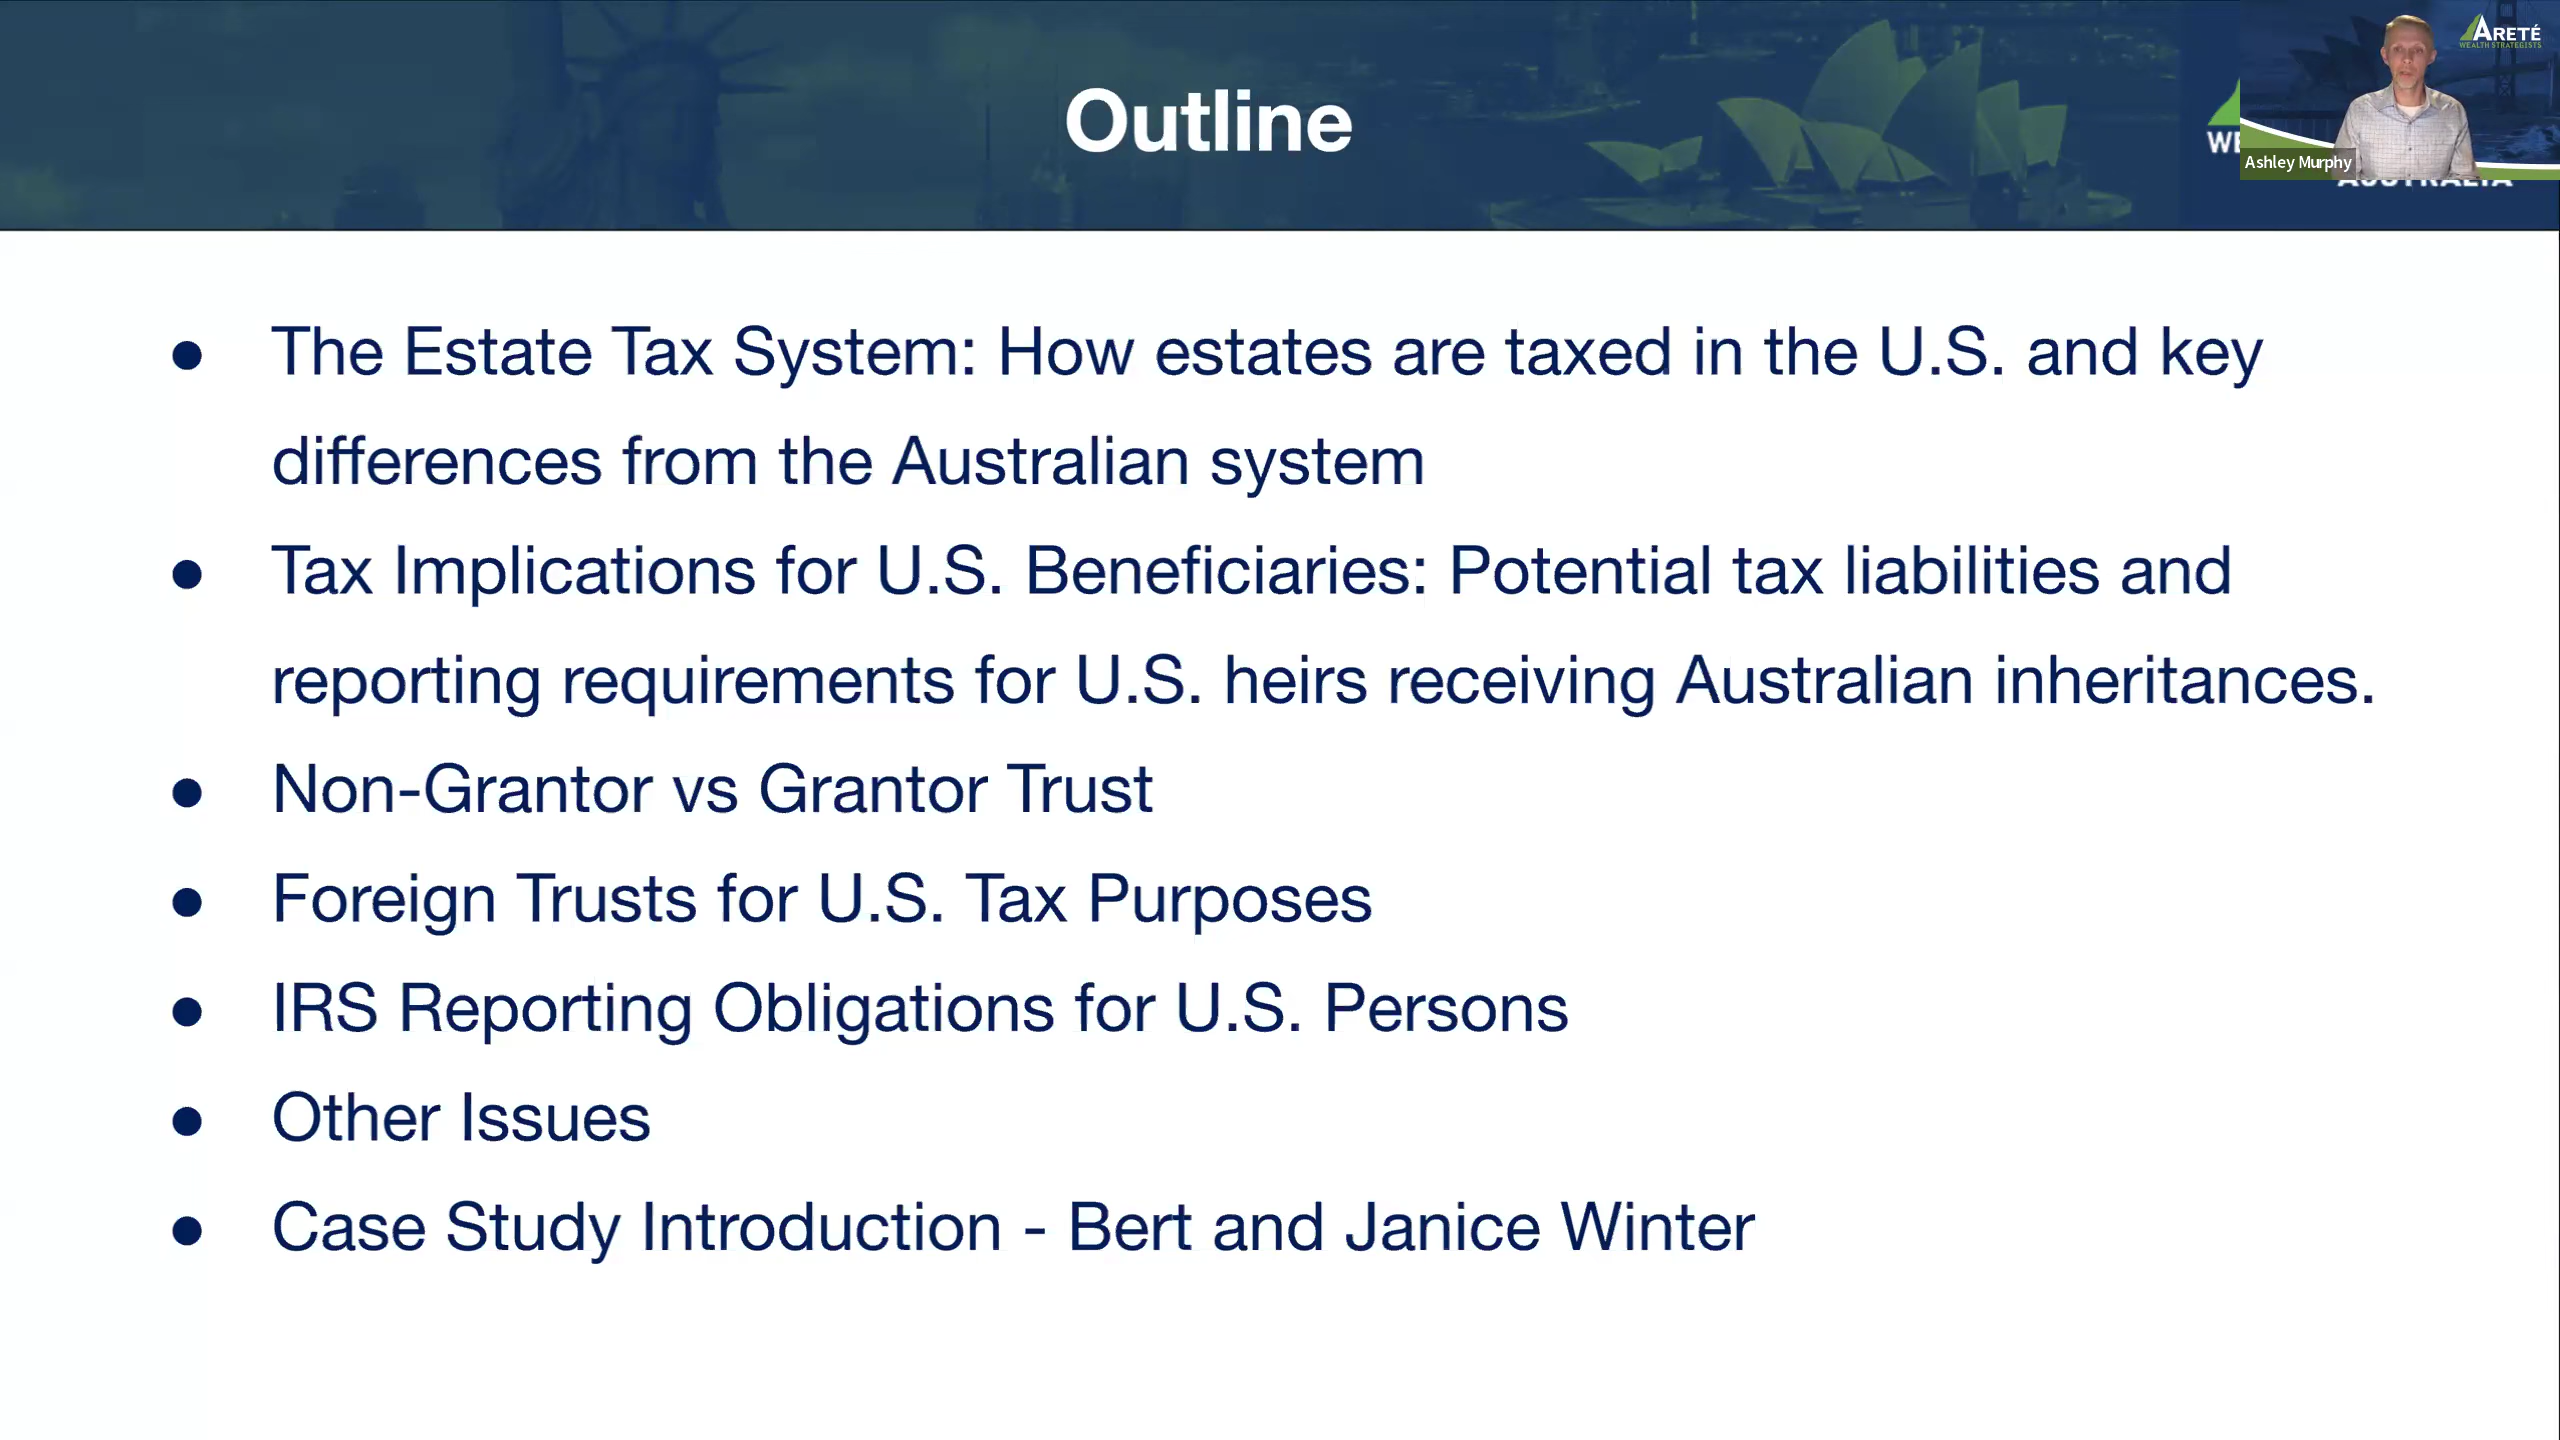 Outline
ARETÉ
WEALTH STRATEGISTS
WE
Ashley Murphy
AUSTRALIA
● The Estate Tax System: How estates are taxed in the U.S. and key
differences from the Australian system
● Tax Implications for U.S. Beneficiaries: Potential tax liabilities and
reporting requirements for U.S. heirs receiving Australian inheritances.
● Non-Grantor vs Grantor Trust
● Foreign Trusts for U.S. Tax Purposes
● IRS Reporting Obligations for U.S. Persons
● Other Issues
● Case Study Introduction - Bert and Janice Winter